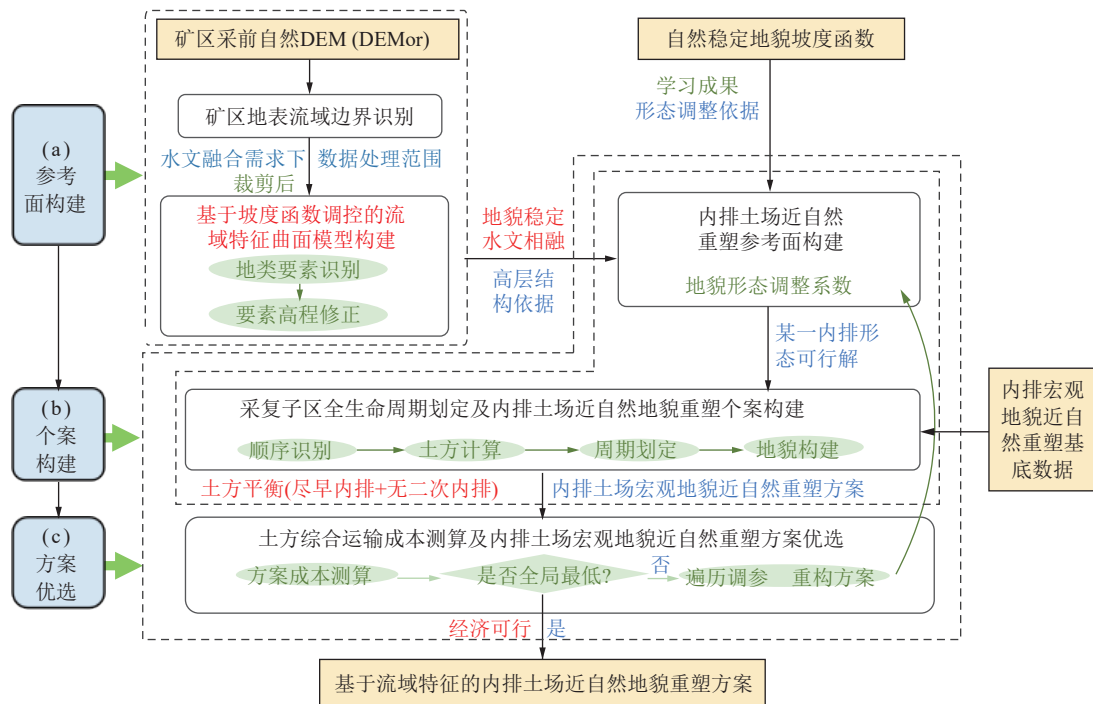 矿区采前自然DEM (DEMor)
自然稳定地貌坡度函数
学习成果
形态调整依据
矿区地表流域边界识别
水文融合需求下 数据处理范围
裁剪后
(a)
参考
面构建
基于坡度函数调控的流
域特征曲面模型构建
地类要素识别
要素高程修正
地貌稳定
水文相融
高层结
构依据
内排土场近自然
重塑参考面构建
地貌形态调整系数
某一内排形
态可行解
(b)
个案
构建
采复子区全生命周期划定及内排土场近自然地貌重塑个案构建
顺序识别 土方计算 周期划定 地貌构建
内排宏观
地貌近自
然重塑基
底数据
土方平衡(尽早内排+无二次内排) 内排土场宏观地貌近自然重塑方案
(c)
方案
优选
土方综合运输成本测算及内排土场宏观地貌近自然重塑方案优选
方案成本测算 是否全局最低? 否 遍历调参 重构方案
经济可行 是
基于流域特征的内排土场近自然地貌重塑方案